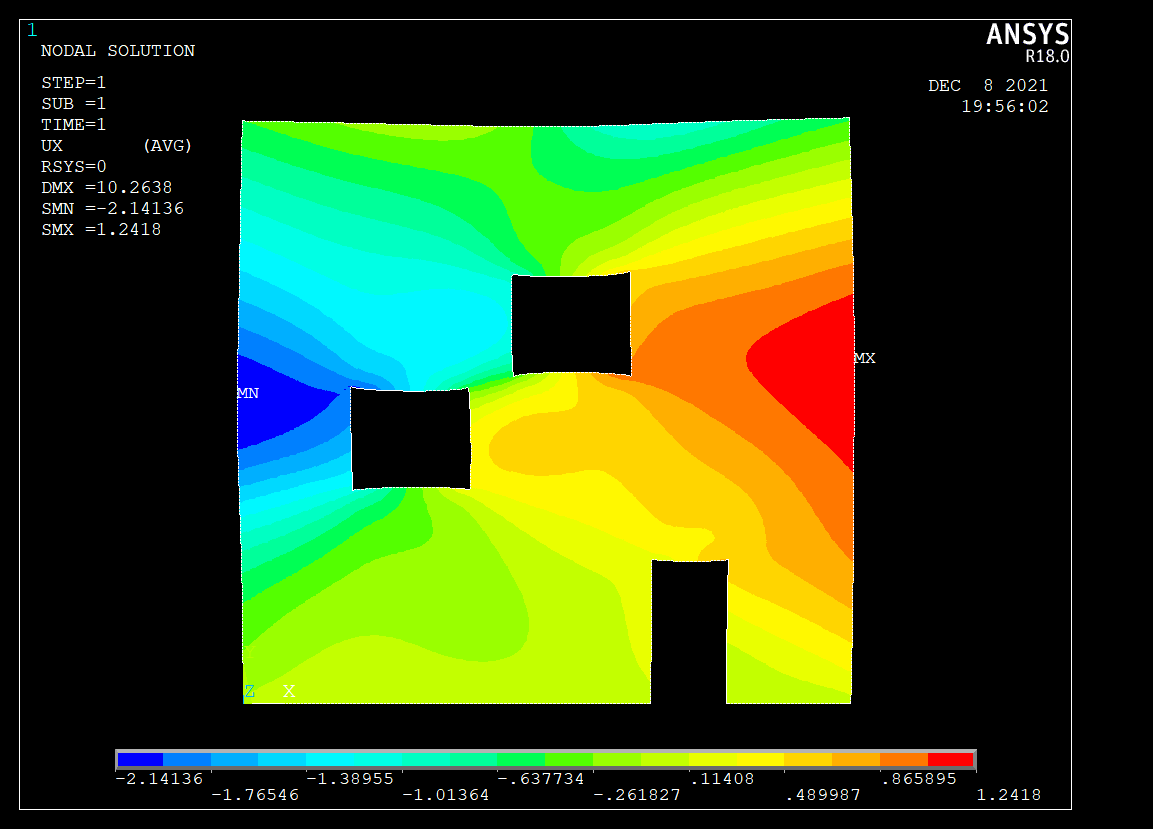 1
ANSYS
R18.0
NODAL SOLUTION
STEP=1
SUB =1
TIME=1
UX (AVG)
RSYS=0
DMX =10.2638
SMN =-2.14136
SMX =1.2418
DEC 8 2021
19:56:02
MX
MN
Z X
-2.14136 -1.38955 -.637734 .11408 .865895
-1.76546 -1.01364 -.261827 .489987 1.2418